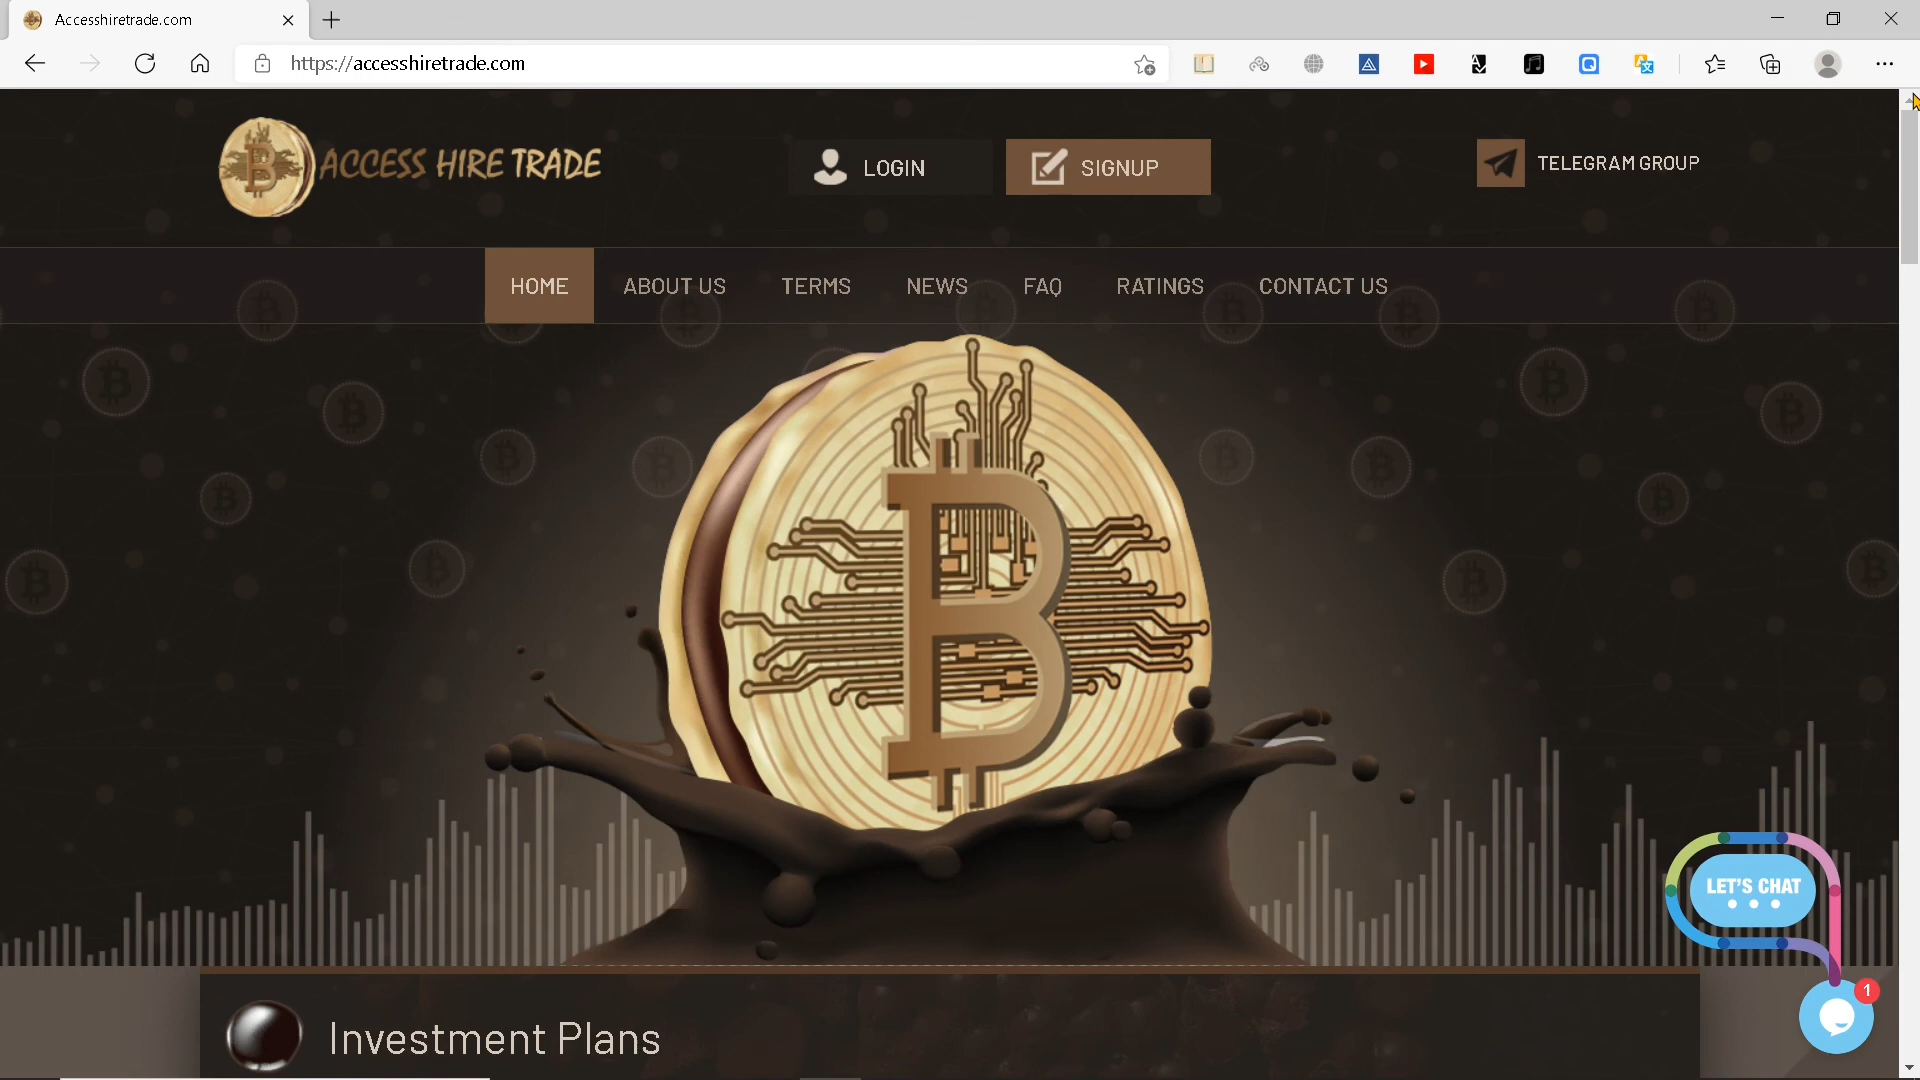 Accesshiretrade.com
https://accesshiretrade.com
ACCESS HIRE TRADE
LOGIN
SIGNUP
TELEGRAM GROUP
HOME
ABOUT US
TERMS
NEWS
FAQ
RATINGS
CONTACT US
LET'S CHAT
1
Investment Plans